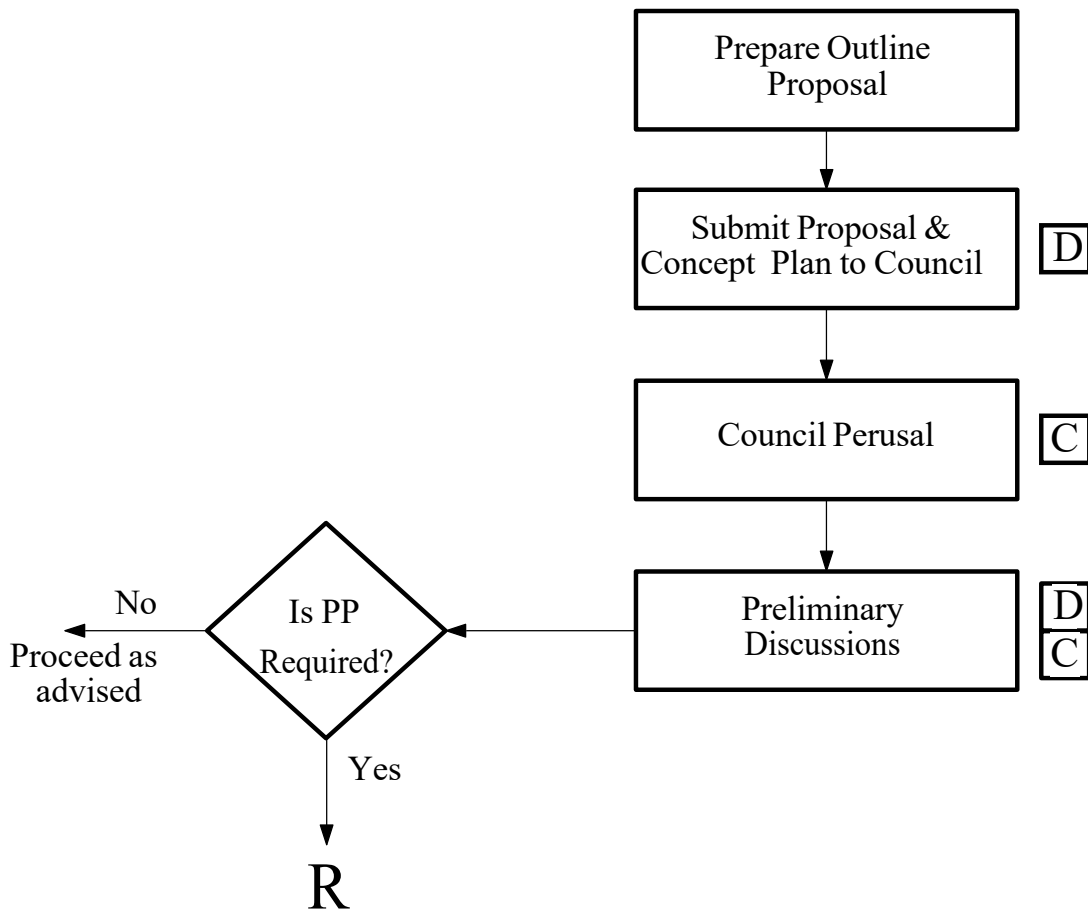 Prepare Outline
Proposal
Submit Proposal &
Concept Plan to Council
D
Council Perusal
C
Preliminary
Discussions
D
C
Is PP
Required?
No
Proceed as
advised
Yes
R